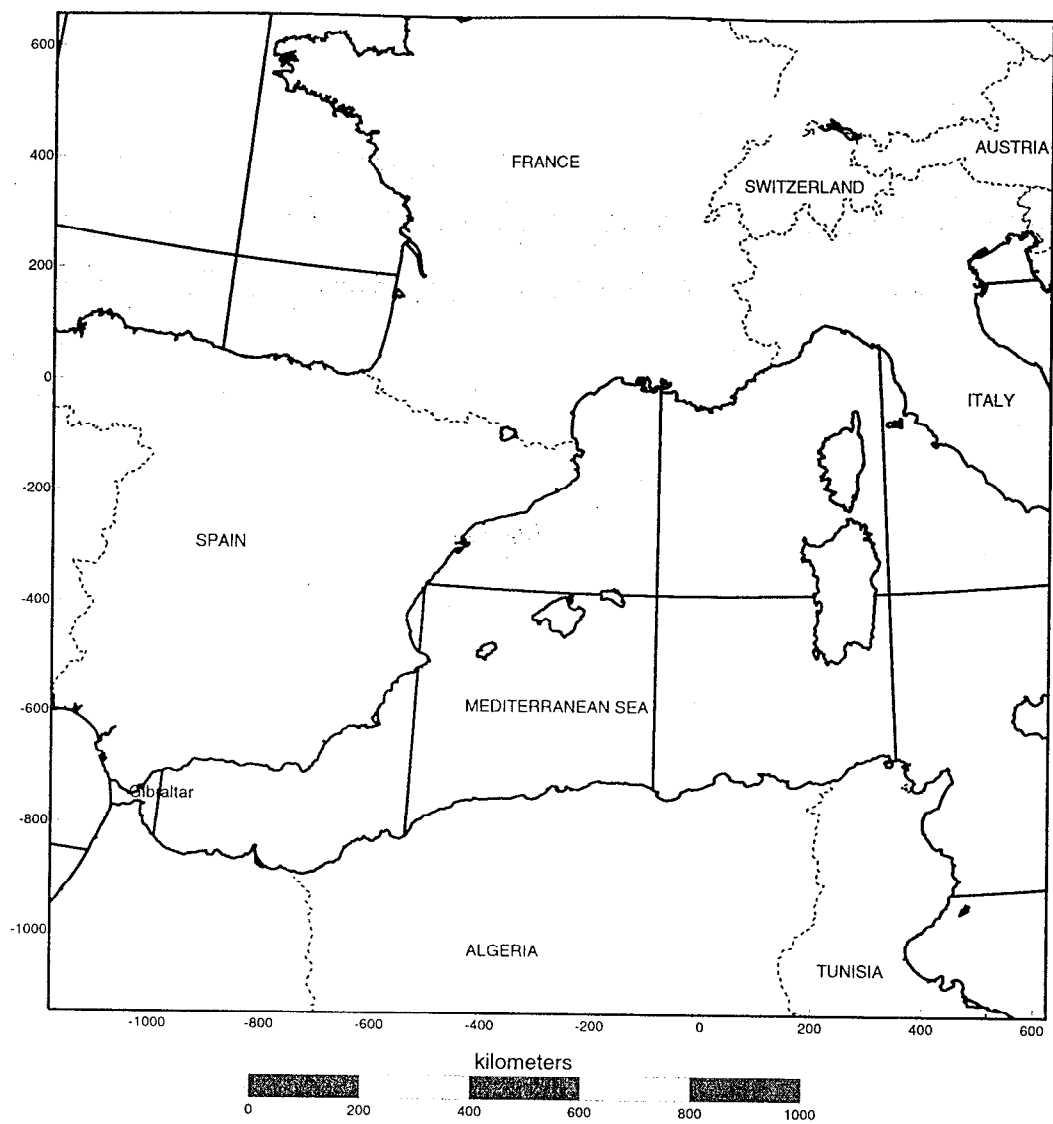 600
400
FRANCE
AUSTRIA
SWITZERLAND
200
0
ITALY
-200
SPAIN
-400
-600
MEDITERRANEAN SEA
Gibraltar
-800
-1000
ALGERIA
TUNISIA
-1000 -800 -600 -400 -200 0 200 400 600
kilometers
0 200 400 600 800 1000